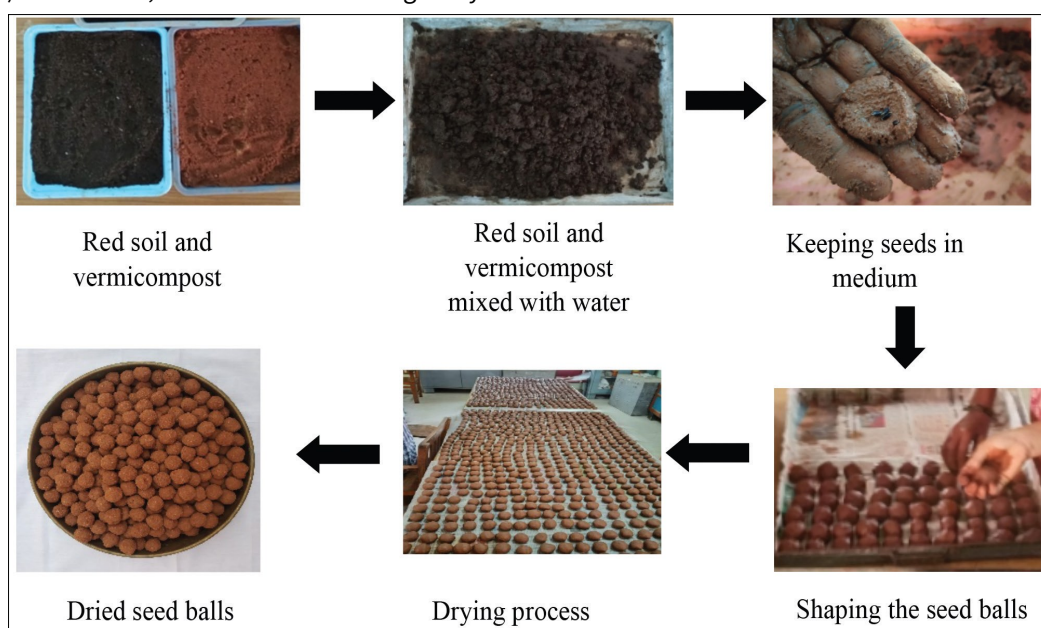 Red soil and
vermicompost
Red soil and
vermicompost
mixed with water
Keeping seeds in
medium
Dried seed balls
Drying process
Shaping the seed balls